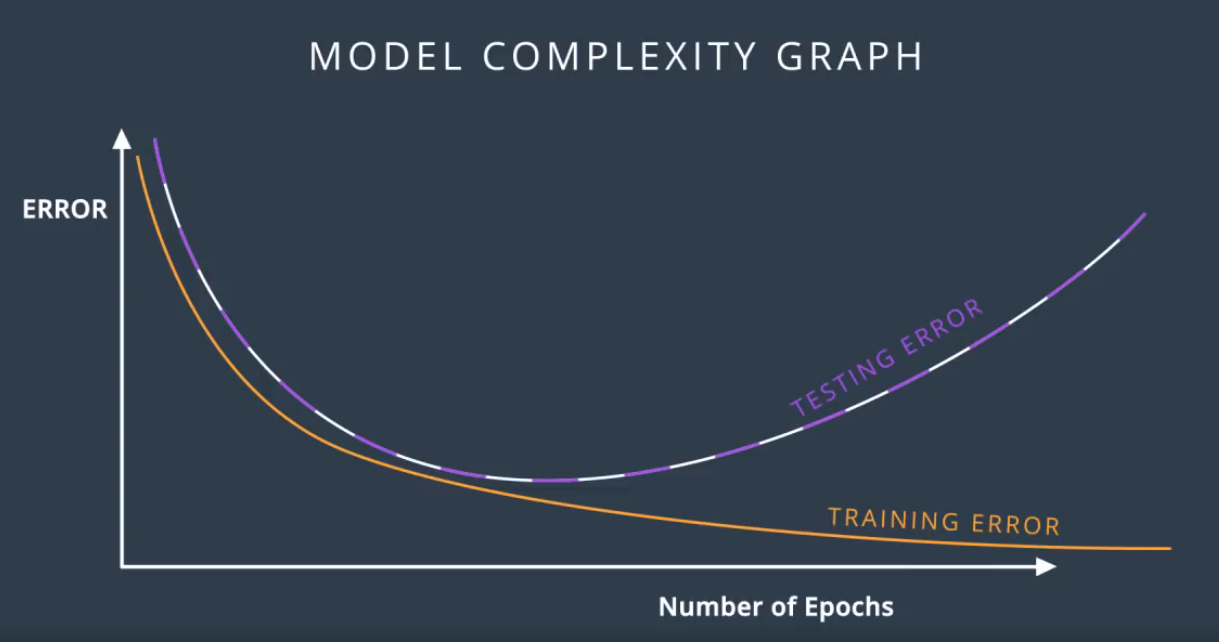 MODEL COMPLEXITY GRAPH
ERROR
TESTING ERROR
TRAINING ERROR
Number of Epochs